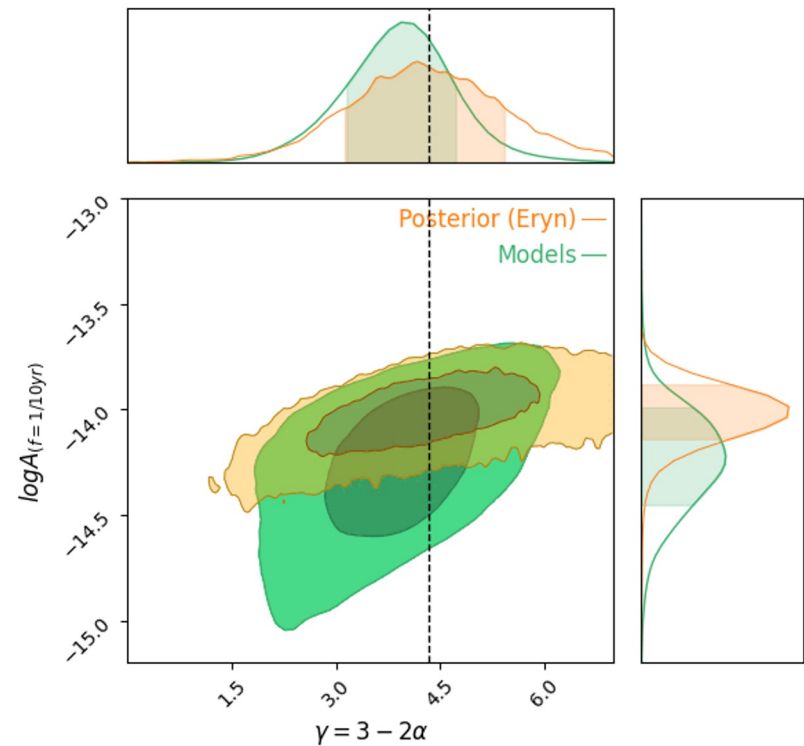 Posterior (Eryn)
Models
-13.0
-13.5
-14.0
-14.5
-15.0
logA(f=1/10yr)
1.5 3.0 4.5 6.0
γ = 3 − 2α